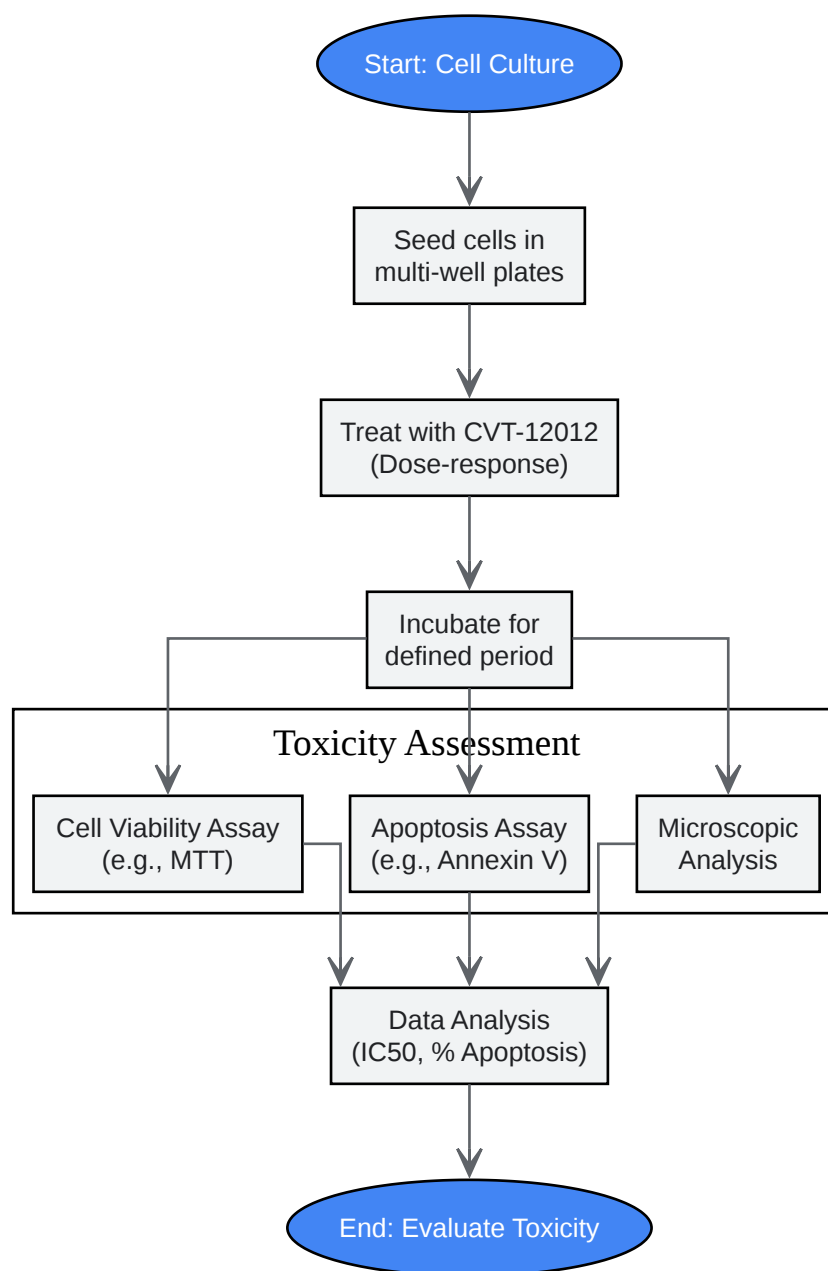 Start: Cell Culture
Seed cells in
multi-well plates
Treat with CVT-12012
(Dose-response)
Incubate for
defined period
Toxicity Assessment
Cell Viability Assay
(e.g., MTT)
Apoptosis Assay
(e.g., Annexin V)
Microscopic
Analysis
Data Analysis
(IC50, % Apoptosis)
End: Evaluate Toxicity